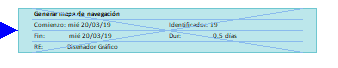 Generar mapa de navegación
Comienzo: mié 20/03/19 Identificador: 19
Fin: mié 20/03/19 Dur: 0,5 días
RE: Diseñador Gráfico